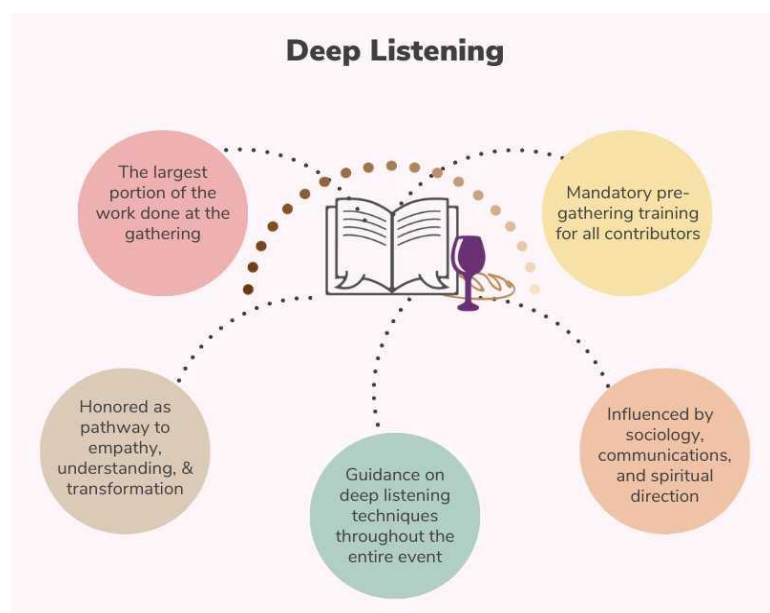 Deep Listening
The largest
portion of the
work done at the
gathering
Mandatory pre-
gathering training
for all contributors
Honored as
pathway to
empathy,
understanding, &
transformation
Guidance on
deep listening
techniques
throughout the
entire event
Influenced by
sociology,
communications,
and spiritual
direction